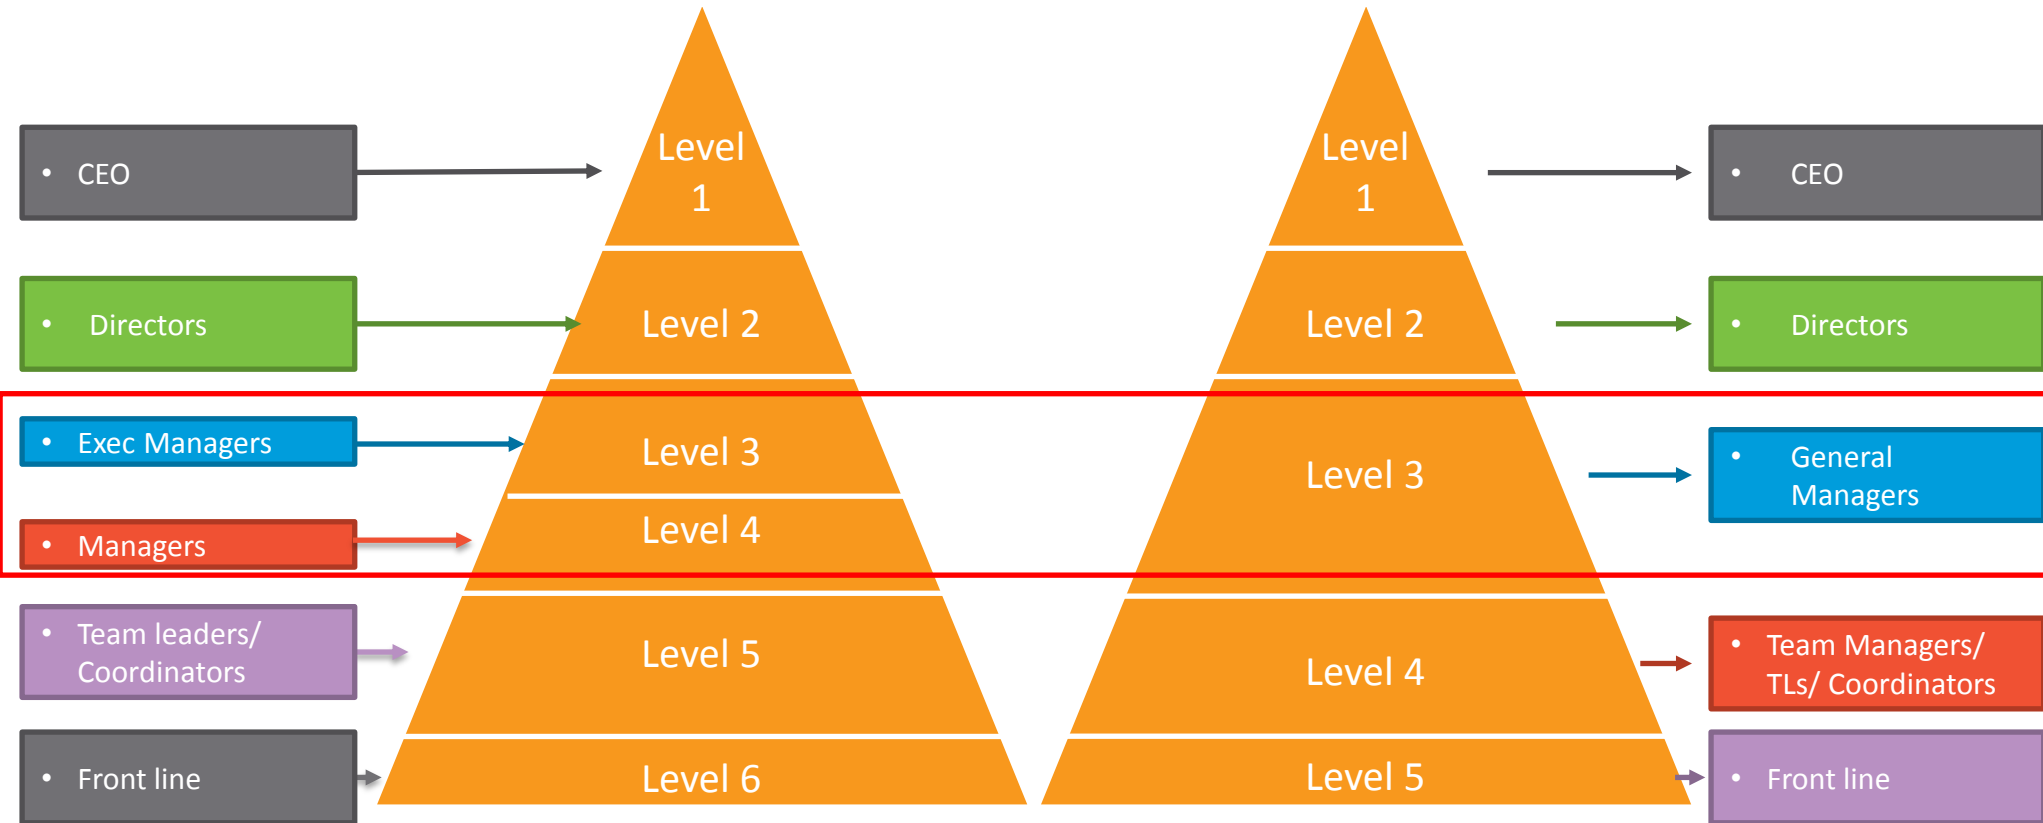 • CEO
Level
1
Level
1
• CEO
• Directors
Level 2
Level 2
• Directors
• Exec Managers
Level 3
Level 3
• General
Managers
• Managers
Level 4
• Team leaders/
Coordinators
Level 5
Level 4
• Team Managers/
TLs/ Coordinators
• Front line
Level 6
Level 5
• Front line